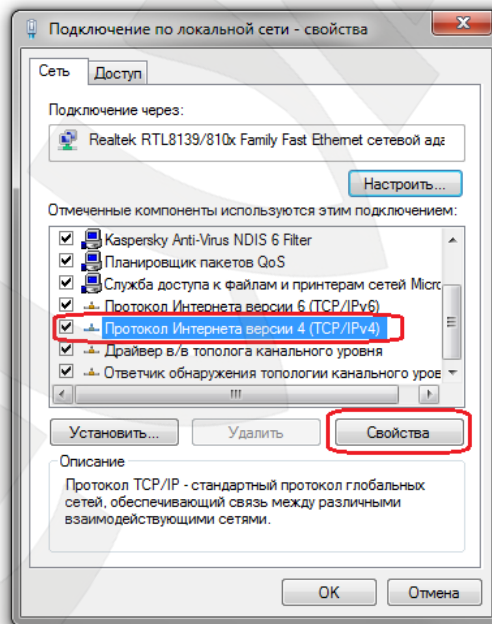 Подключение по локальной сети - свойства
Сеть Доступ
Подключение через:
Realtek RTL8139/810x Family Fast Ethernet сетевой ада
Настроить...
Отмеченные компоненты используются этим подключением:
Kaspersky Anti-Virus NDIS 6 Filter
Планировщик пакетов QoS
Служба доступа к файлам и принтерам сетей Micro
Протокол Интернета версии 6 (TCP/IPv6)
Протокол Интернета версии 4 (TCP/IPv4)
Драйвер в/в тополога канального уровня
Ответчик обнаружения топологии канального уров
Установить... Удалить Свойства
Описание
Протокол TCP/IP - стандартный протокол глобальных
сетей, обеспечивающий связь между различными
взаимодействующими сетями.
OK Отмена